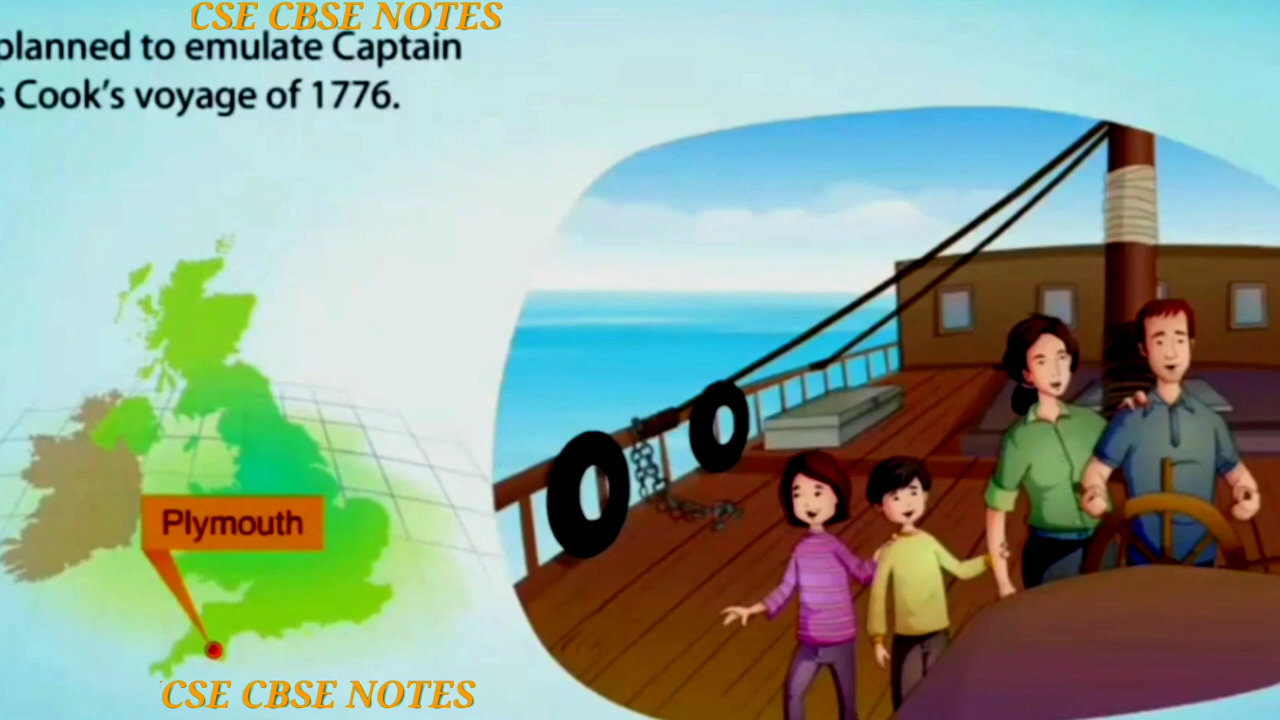 CSE CBSE NOTES
planned to emulate Captain
s Cook's voyage of 1776.
Plymouth
CSE CBSE NOTES